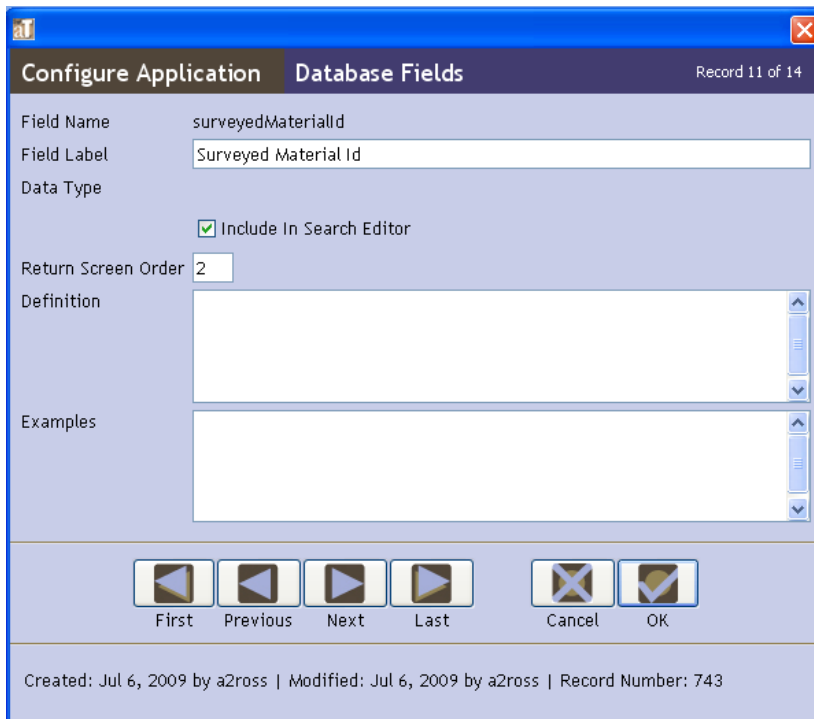 aT
Configure Application Database Fields Record 11 of 14
Field Name surveyedMaterialId
Field Label Surveyed Material Id
Data Type
Include In Search Editor
Return Screen Order 2
Definition
Examples
First Previous Next Last Cancel OK
Created: Jul 6, 2009 by a2ross | Modified: Jul 6, 2009 by a2ross | Record Number: 743